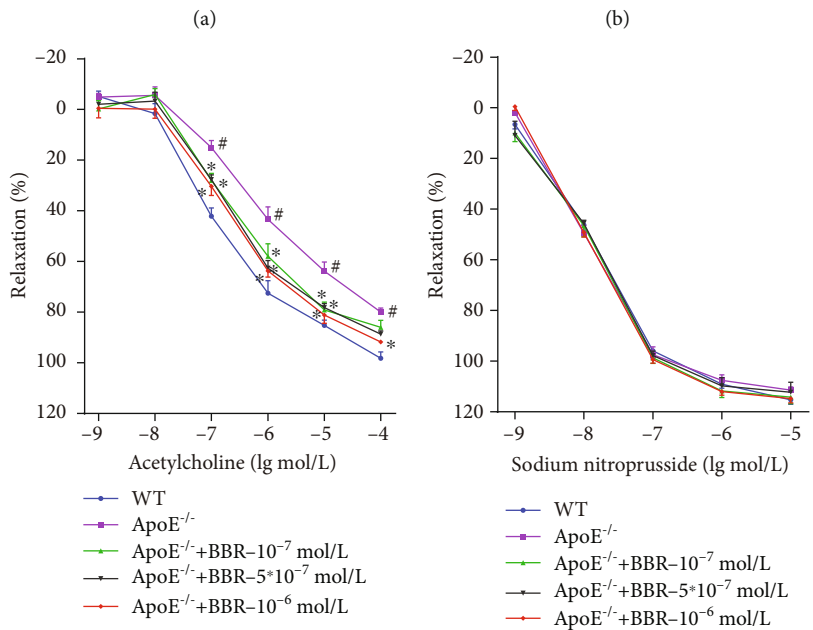 (a)
−20
0
20
40
60
80
100
120
Relaxation (%)
−9 −8 −7 −6 −5 −4
Acetylcholine (lg mol/L)
# # # #
* * * * * * * * * *
WT
ApoE⁻/⁻
ApoE⁻/⁻+BBR–10⁻⁷ mol/L
ApoE⁻/⁻+BBR–5*10⁻⁷ mol/L
ApoE⁻/⁻+BBR–10⁻⁶ mol/L
(b)
−20
0
20
40
60
80
100
120
Relaxation (%)
−9 −8 −7 −6 −5
Sodium nitroprusside (lg mol/L)
WT
ApoE⁻/⁻
ApoE⁻/⁻+BBR–10⁻⁷ mol/L
ApoE⁻/⁻+BBR–5*10⁻⁷ mol/L
ApoE⁻/⁻+BBR–10⁻⁶ mol/L